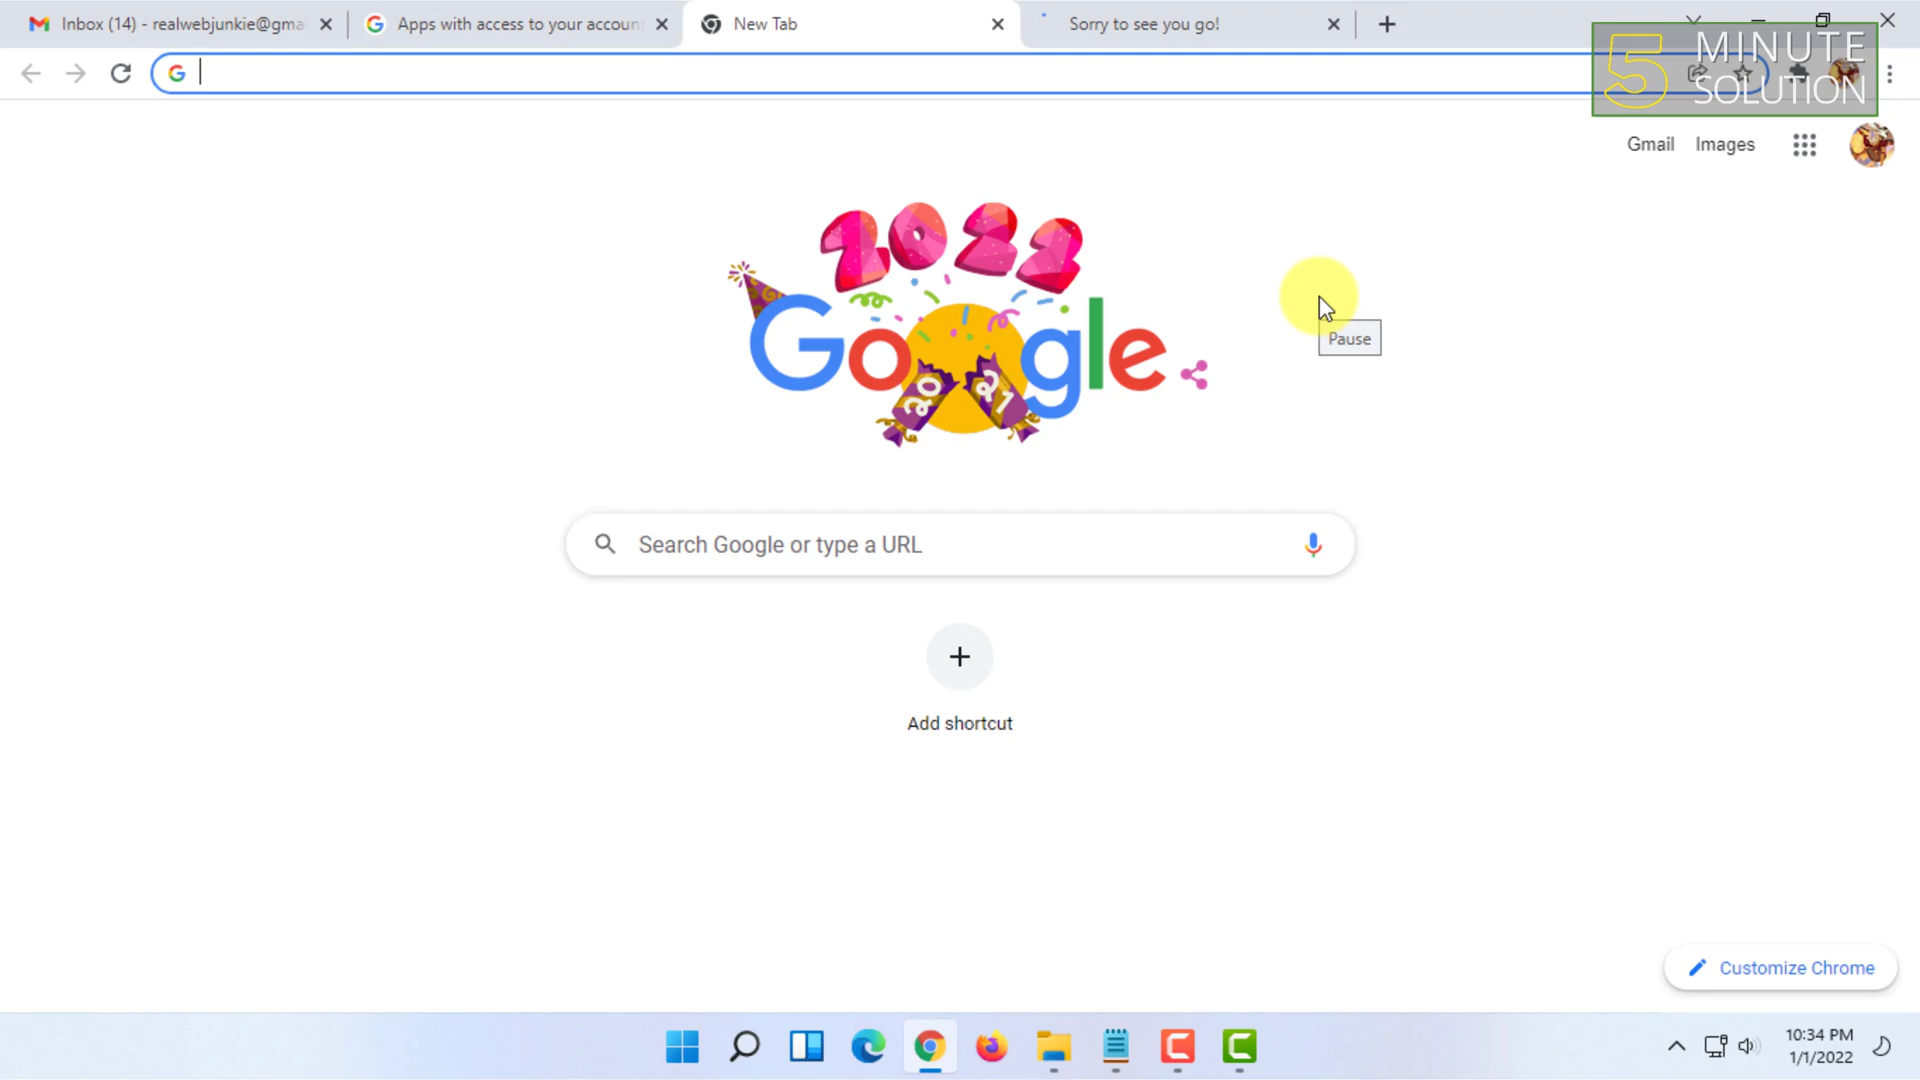 Inbox (14) - realwebjunkie@gma
Apps with access to your accoun
New Tab
Sorry to see you go!
5 MINUTE
SOLUTION
Gmail
Images
2022
Google
20 21
Pause
Search Google or type a URL
Add shortcut
Customize Chrome
10:34 PM
1/1/2022